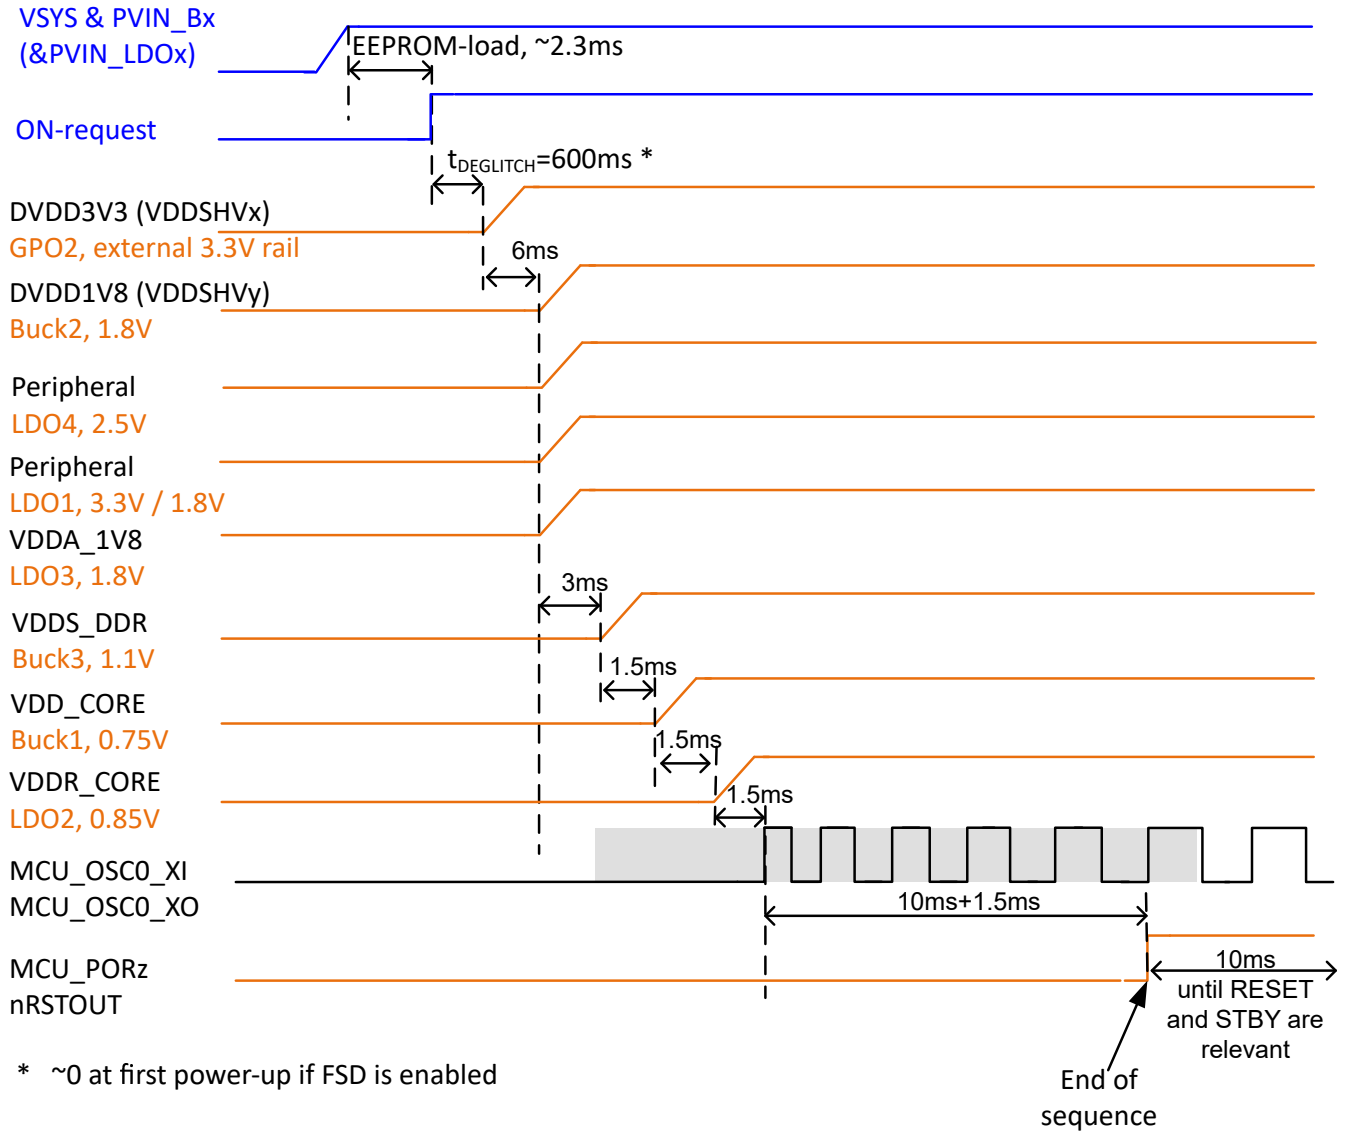 VSYS & PVIN_Bx
(&PVIN_LDOx)
EEPROM-load, ~2.3ms
ON-request
tDEGLITCH=600ms *
DVDD3V3 (VDDSHVx)
GPO2, external 3.3V rail
6ms
DVDD1V8 (VDDSHVy)
Buck2, 1.8V
Peripheral
LDO4, 2.5V
Peripheral
LDO1, 3.3V / 1.8V
VDDA_1V8
LDO3, 1.8V
3ms
VDDS_DDR
Buck3, 1.1V
1.5ms
VDD_CORE
Buck1, 0.75V
1.5ms
VDDR_CORE
LDO2, 0.85V
1.5ms
MCU_OSC0_XI
MCU_OSC0_XO
10ms+1.5ms
MCU_PORz
nRSTOUT
10ms
until RESET
and STBY are
relevant
* ~0 at first power-up if FSD is enabled
End of
sequence